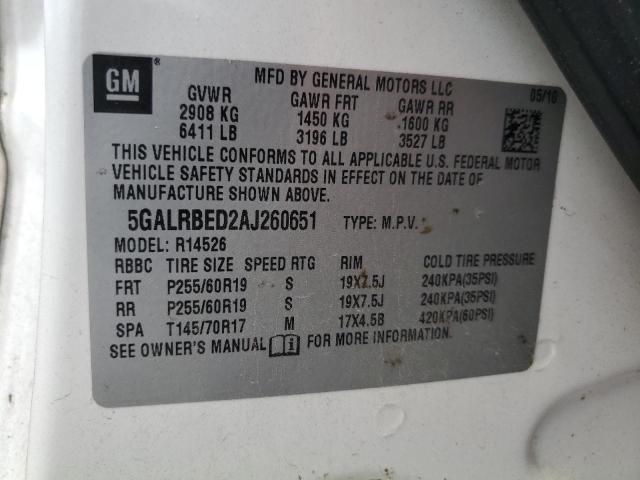 GM
MFD BY GENERAL MOTORS LLC 05/10
GVWR GAWR FRT GAWR RR
2908 KG 1450 KG 1600 KG
6411 LB 3196 LB 3527 LB
THIS VEHICLE CONFORMS TO ALL APPLICABLE U.S. FEDERAL MOTOR
VEHICLE SAFETY STANDARDS IN EFFECT ON THE DATE OF
MANUFACTURE SHOWN ABOVE.
5GALRBED2AJ260651 TYPE: M.P.V.
MODEL: R14526
RBBC TIRE SIZE SPEED RTG RIM COLD TIRE PRESSURE
FRT P255/60R19 S 19X7.5J 240KPA(35PSI)
RR P255/60R19 S 19X7.5J 240KPA(35PSI)
SPA T145/70R17 M 17X4.5B 420KPA(60PSI)
SEE OWNER'S MANUAL FOR MORE INFORMATION.